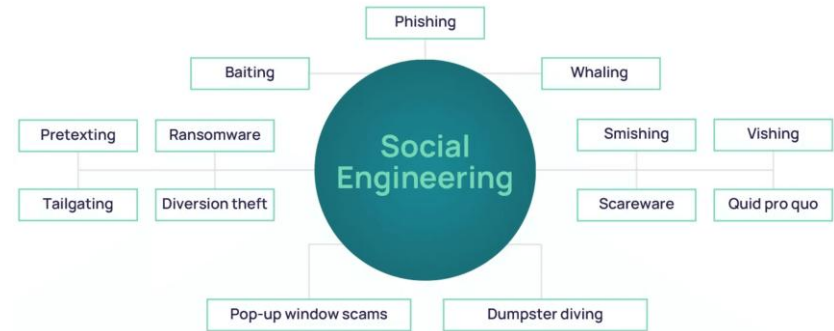 Phishing
Baiting
Whaling
Pretexting
Ransomware
Smishing
Vishing
Social
Engineering
Tailgating
Diversion theft
Scareware
Quid pro quo
Pop-up window scams
Dumpster diving